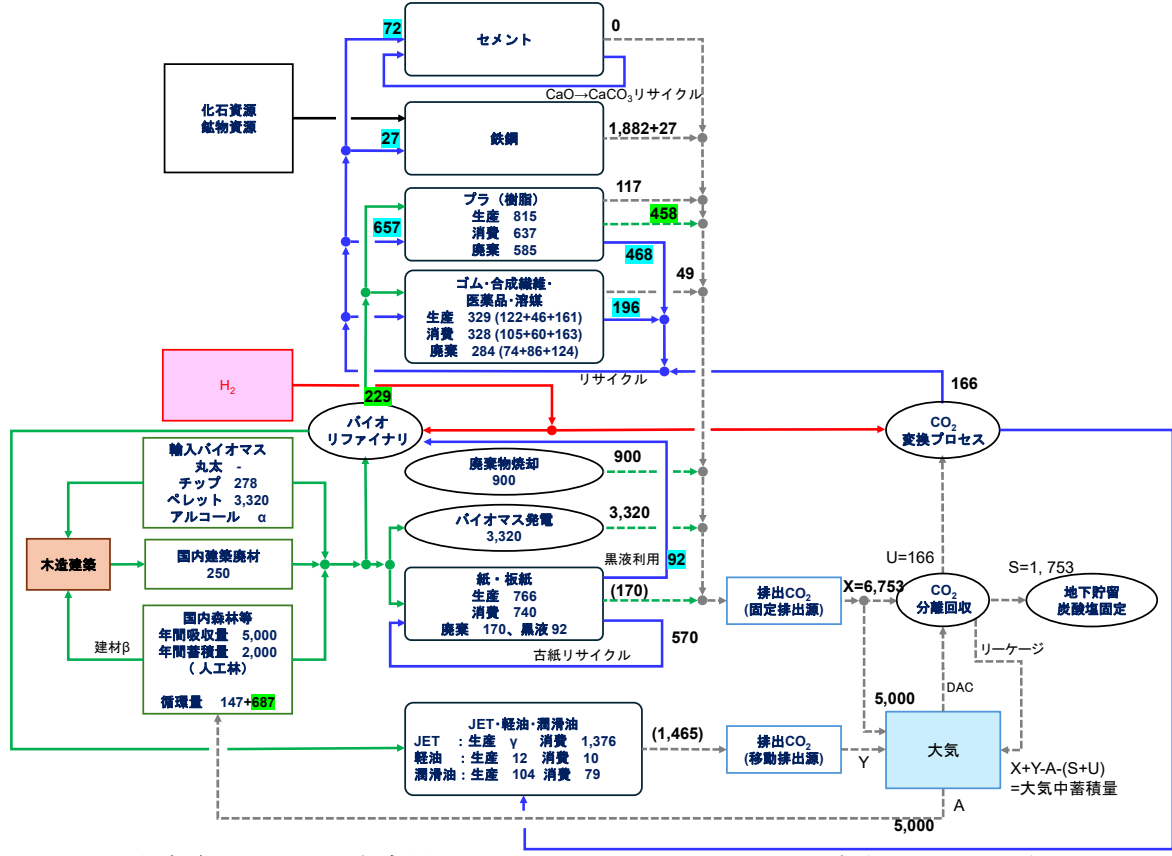 72
セメント
0
CaO→CaCO₃リサイクル
化石資源
鉱物資源
27
鉄鋼
1,882+27
プラ（樹脂）
生産 815
消費 637
廃棄 585
117
458
657
468
ゴム・合成繊維・
医薬品・溶媒
生産 329 (122+46+161)
消費 328 (105+60+163)
廃棄 284 (74+86+124)
49
196
リサイクル
166
H₂
229
バイオ
リファイナリ
CO₂
変換プロセス
輸入バイオマス
丸太 -
チップ 278
ペレット 3,320
アルコール α
廃棄物焼却
900
900
バイオマス発電
3,320
3,320
木造建築
国内建築廃材
250
黒液利用
92
紙・板紙
生産 766
消費 740
廃棄 170、黒液 92
(170)
570
古紙リサイクル
排出CO₂
(固定排出源)
X=6,753
U=166
CO₂
分離回収
S=1, 753
地下貯留
炭酸塩固定
建材β
国内森林等
年間吸収量 5,000
年間蓄積量 2,000
（ 人工林）
循環量 147+687
リーケージ
DAC
5,000
JET・軽油・潤滑油
JET ：生産 γ 消費 1,376
軽油 ：生産 12 消費 10
潤滑油：生産 104 消費 79
(1,465)
排出CO₂
(移動排出源)
Y
大気
X+Y-A-(S+U)
=大気中蓄積量
A
5,000